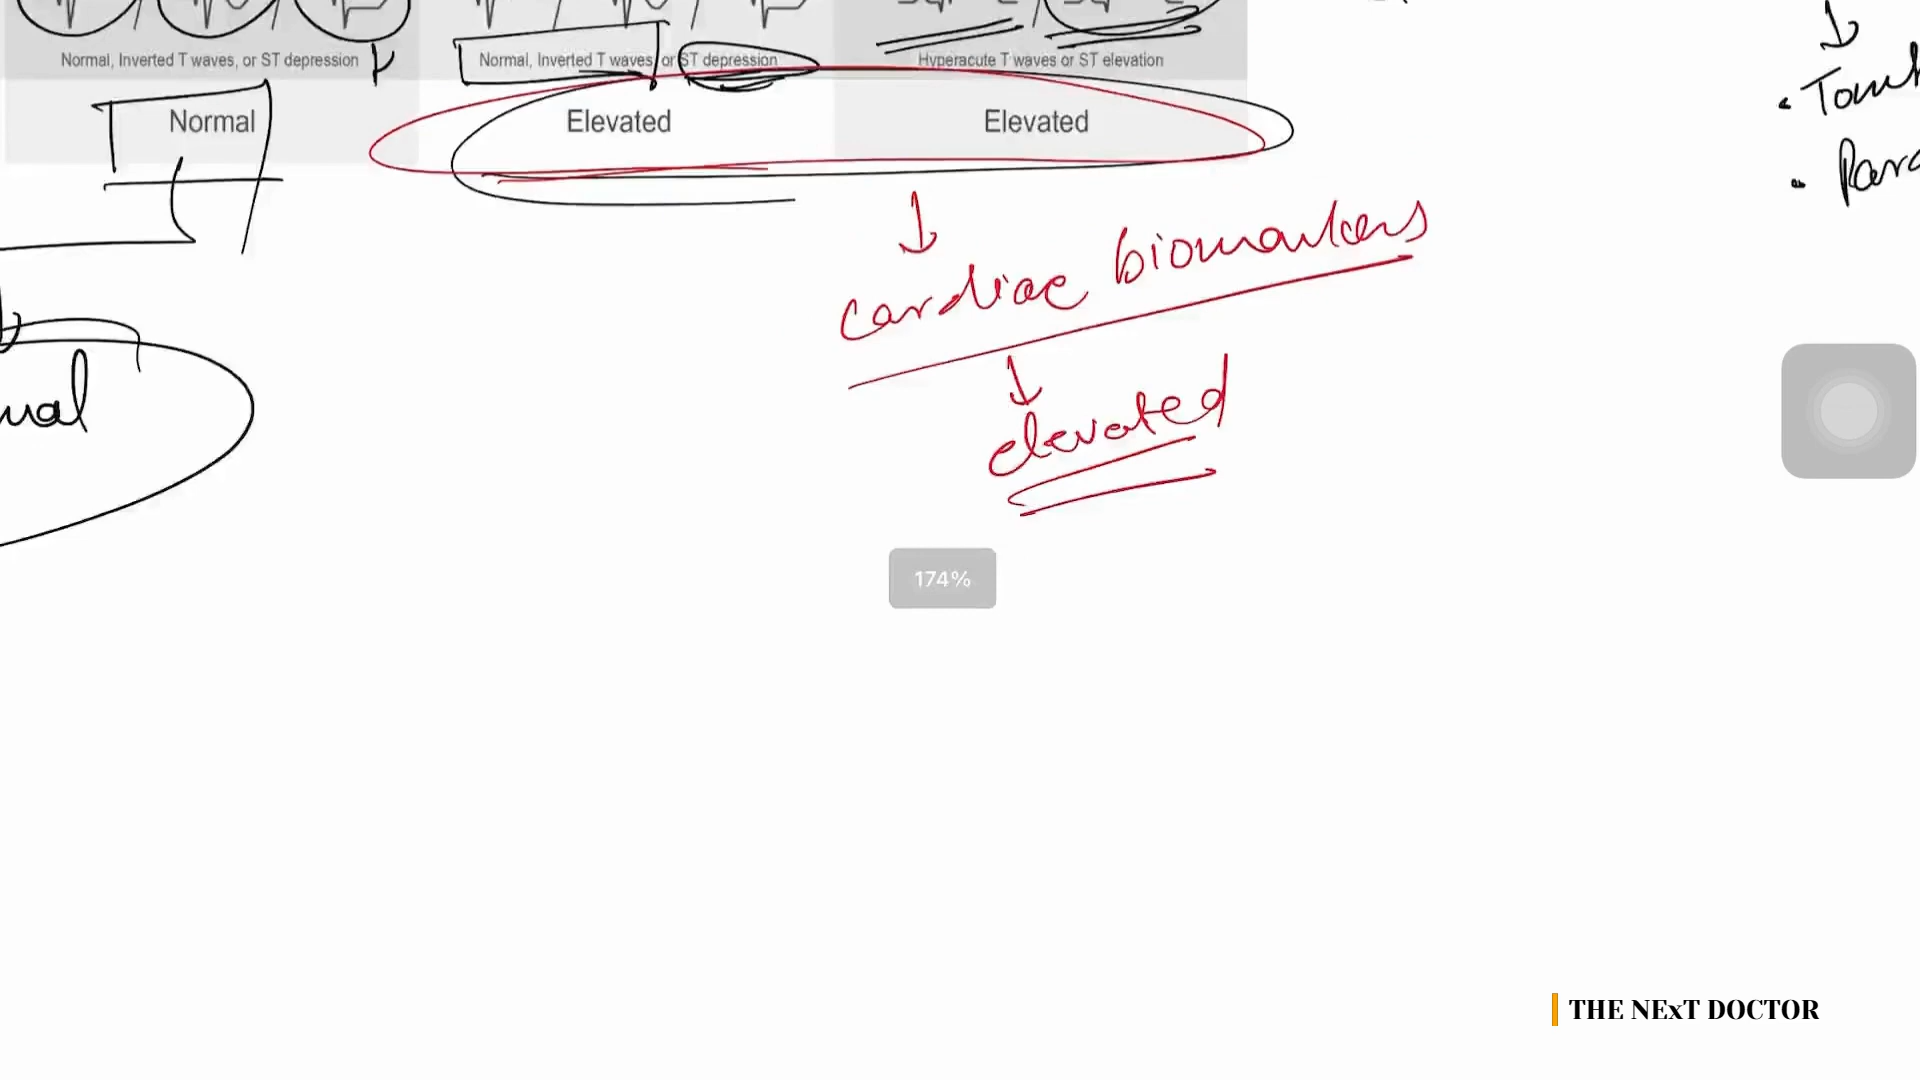 Normal, Inverted T waves, or ST depression
Normal, Inverted T waves, or ST depression
Hyperacute T waves or ST elevation
Normal
Elevated
Elevated
cardiac biomarkers
elevated
174%
THE NExT DOCTOR